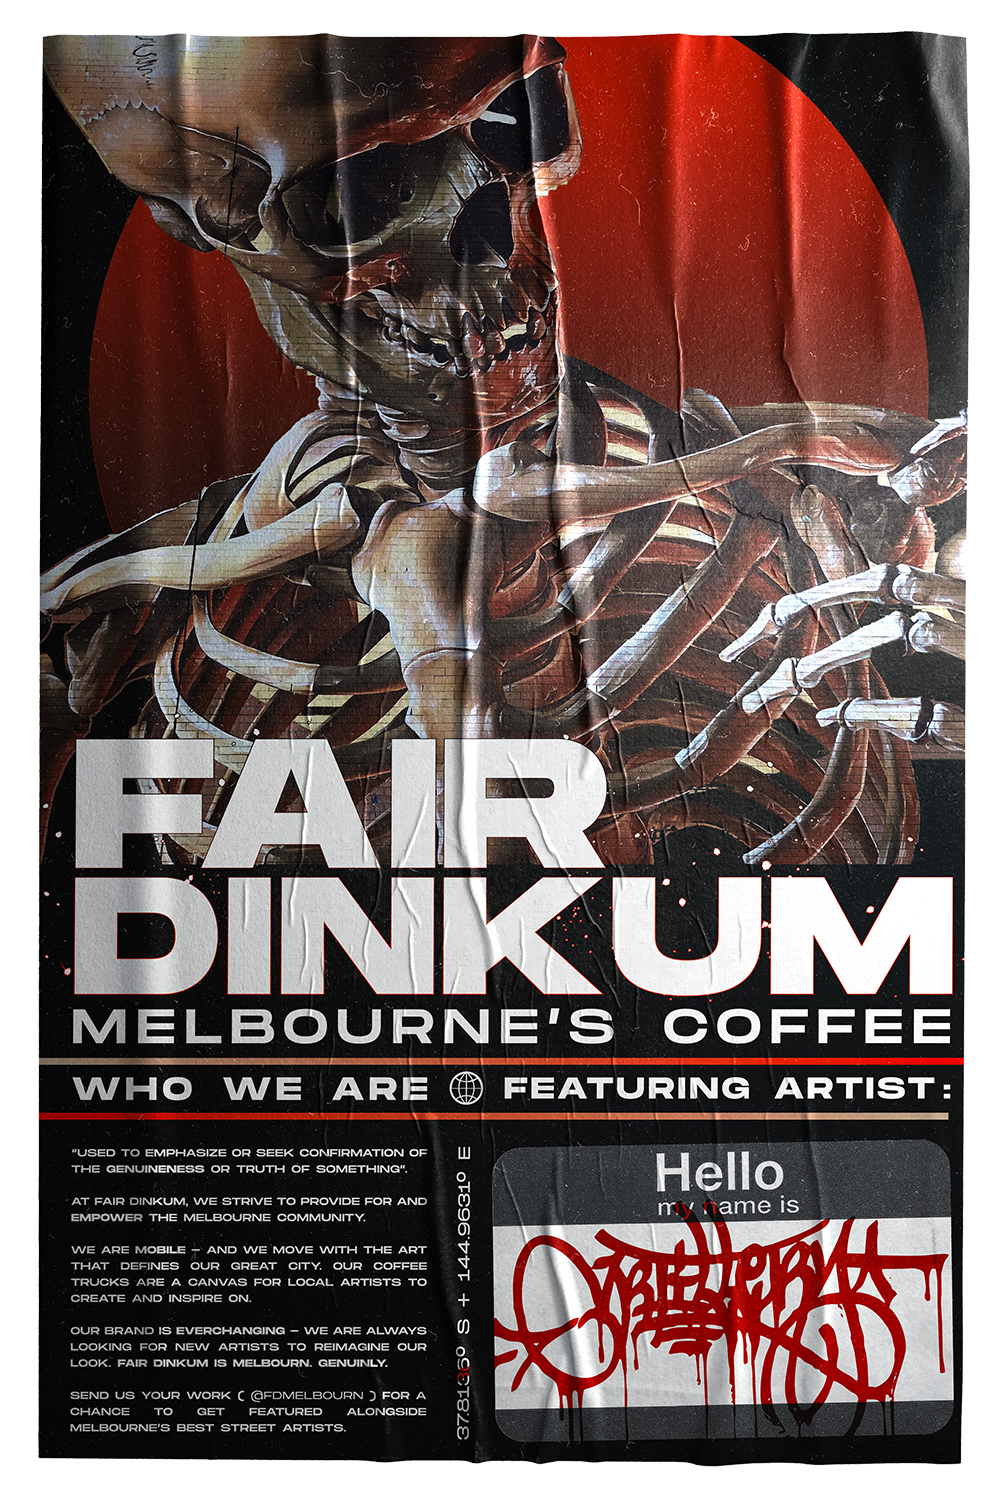 FAIR
DINKUM
MELBOURNE'S COFFEE
WHO WE ARE FEATURING ARTIST:
"USED TO EMPHASIZE OR SEEK CONFIRMATION OF
THE GENUINENESS OR TRUTH OF SOMETHING".
AT FAIR DINKUM, WE STRIVE TO PROVIDE FOR AND
EMPOWER THE MELBOURNE COMMUNITY.
WE ARE MOBILE – AND WE MOVE WITH THE ART
THAT DEFINES OUR GREAT CITY. OUR COFFEE
TRUCKS ARE A CANVAS FOR LOCAL ARTISTS TO
CREATE AND INSPIRE ON.
OUR BRAND IS EVERCHANGING – WE ARE ALWAYS
LOOKING FOR NEW ARTISTS TO REIMAGINE OUR
LOOK. FAIR DINKUM IS MELBOURN. GENUINLY.
SEND US YOUR WORK ( @FDMELBOURN ) FOR A
CHANCE TO GET FEATURED ALONGSIDE
MELBOURNE'S BEST STREET ARTISTS.
37.8136º S + 144.9631º E
Hello
my name is